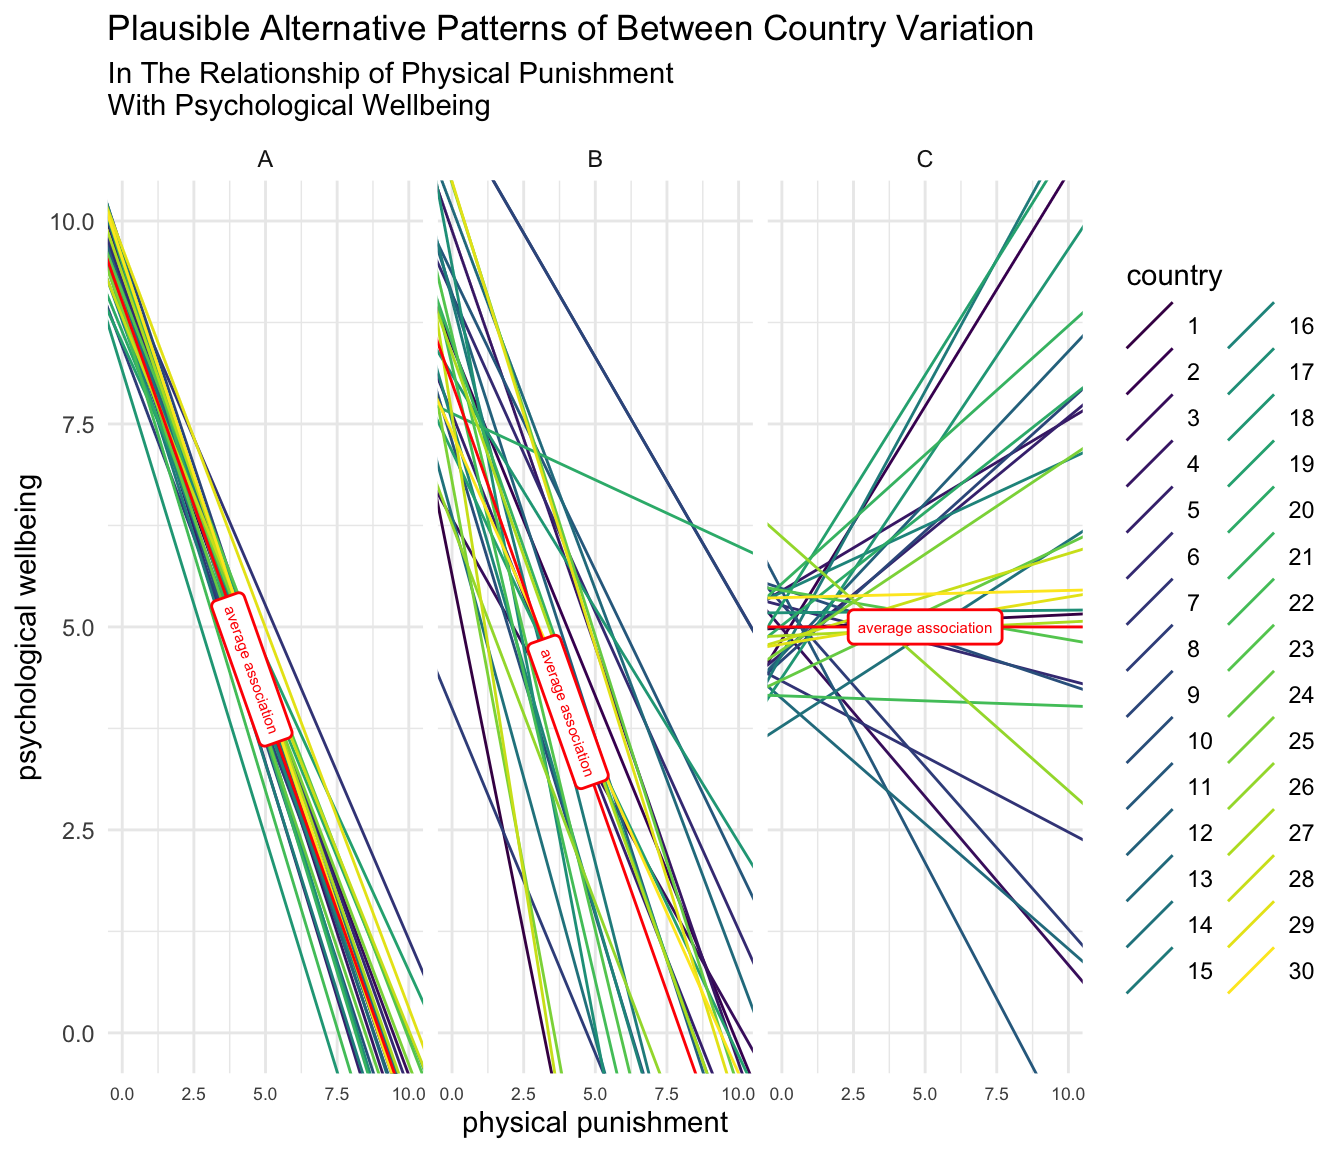 Plausible Alternative Patterns of Between Country Variation
In The Relationship of Physical Punishment
With Psychological Wellbeing
A
B
C
10.0
7.5
5.0
2.5
0.0
psychological wellbeing
average association
average association
average association
0.0 2.5 5.0 7.5 10.0
0.0 2.5 5.0 7.5 10.0
0.0 2.5 5.0 7.5 10.0
physical punishment
country
1 16
2 17
3 18
4 19
5 20
6 21
7 22
8 23
9 24
10 25
11 26
12 27
13 28
14 29
15 30